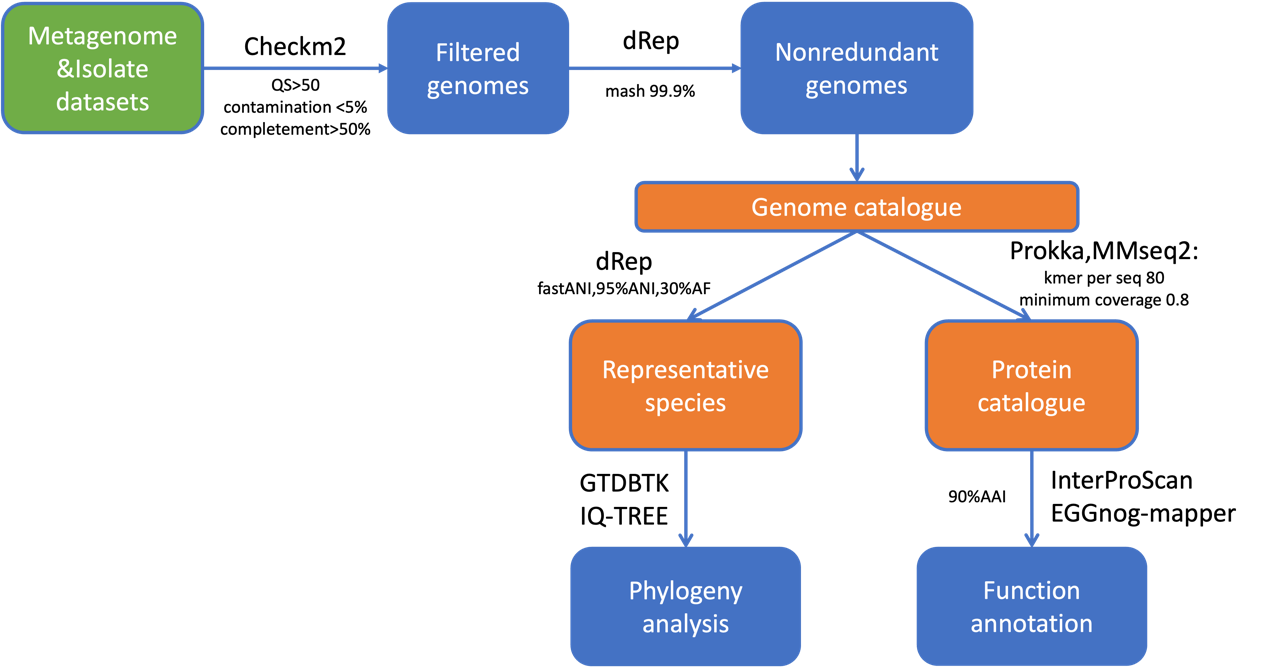 Metagenome
&Isolate
datasets
Checkm2
QS>50
contamination <5%
completement>50%
Filtered
genomes
dRep
mash 99.9%
Nonredundant
genomes
Genome catalogue
dRep
fastANI,95%ANI,30%AF
Prokka,MMseq2:
kmer per seq 80
minimum coverage 0.8
Representative
species
Protein
catalogue
GTDBTK
IQ-TREE
90%AAI
InterProScan
EGGnog-mapper
Phylogeny
analysis
Function
annotation